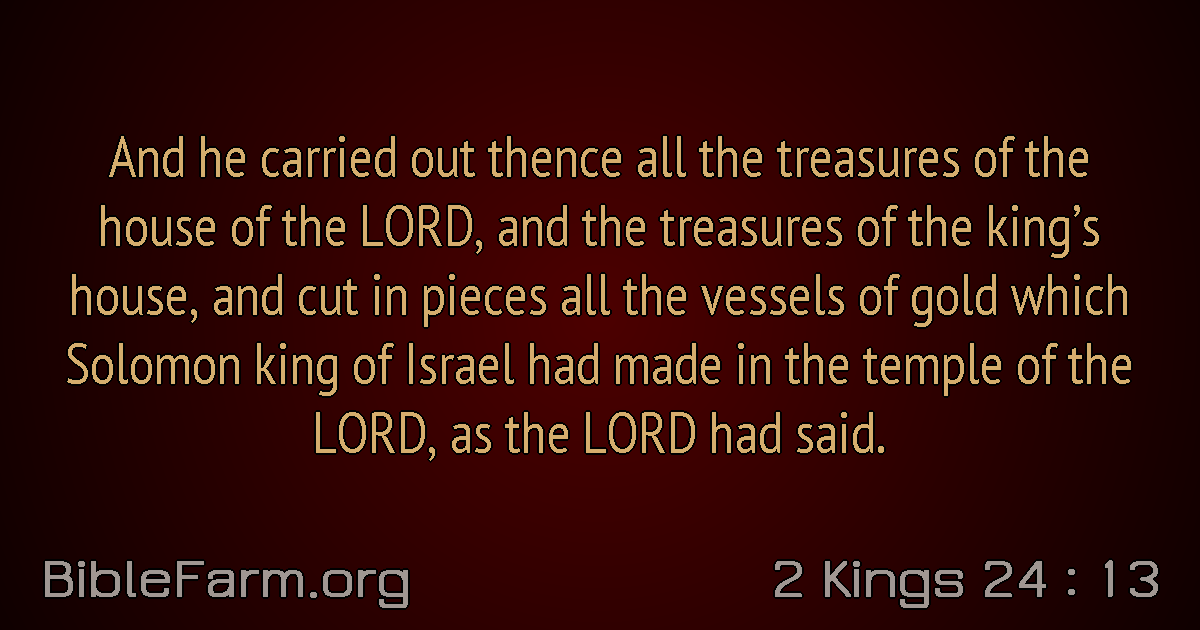 And he carried out thence all the treasures of the
house of the LORD, and the treasures of the king’s
house, and cut in pieces all the vessels of gold which
Solomon king of Israel had made in the temple of the
LORD, as the LORD had said.
BibleFarm.org
2 Kings 24 : 13